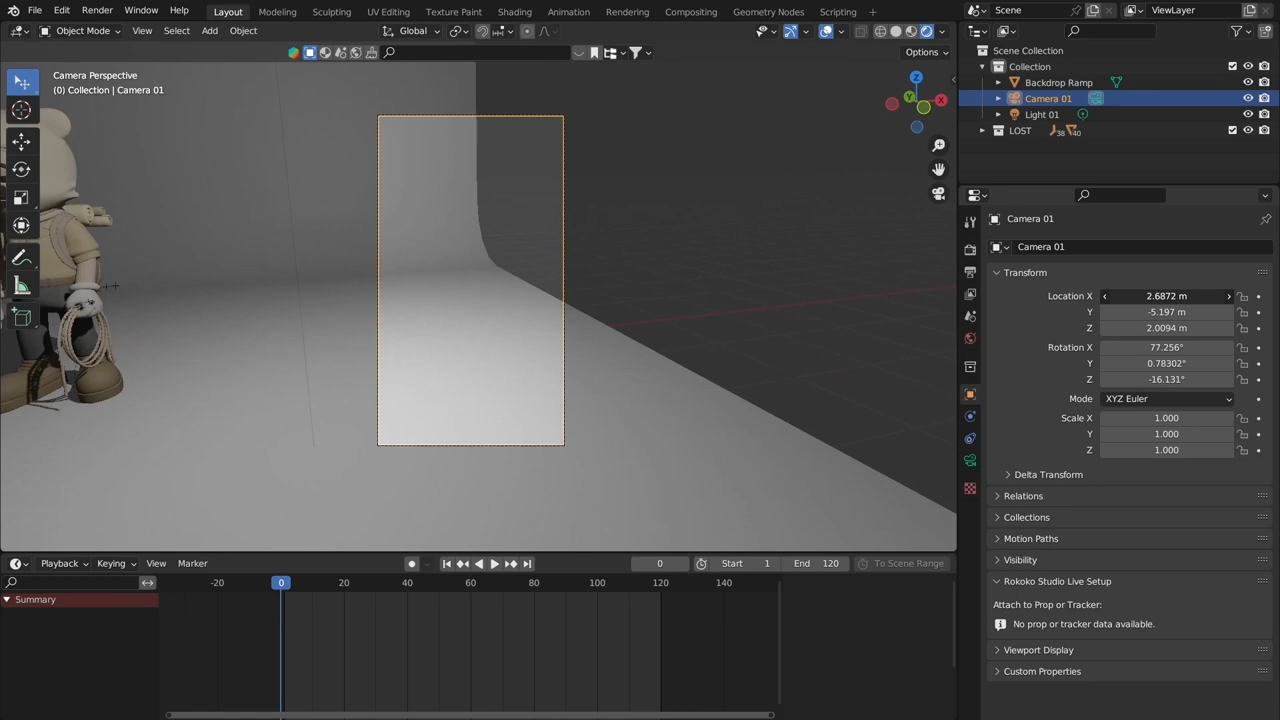 File Edit Render Window Help Layout Modeling Sculpting UV Editing Texture Paint Shading Animation Rendering Compositing Geometry Nodes Scripting + Scene ViewLayer
Object Mode View Select Add Object Global
Options
Scene Collection
Collection
Backdrop Ramp
Camera 01
Light 01
LOST 38 40
Camera Perspective
(0) Collection | Camera 01
Z
Y
X
Camera 01
Camera 01
Transform
Location X 2.6872 m
Y -5.197 m
Z 2.0094 m
Rotation X 77.256°
Y 0.78302°
Z -16.131°
Mode XYZ Euler
Scale X 1.000
Y 1.000
Z 1.000
Delta Transform
Relations
Collections
Motion Paths
Visibility
Rokoko Studio Live Setup
Attach to Prop or Tracker:
No prop or tracker data available.
Viewport Display
Custom Properties
Playback Keying View Marker 0 Start 1 End 120 To Scene Range
-20 0 20 40 60 80 100 120 140
Summary